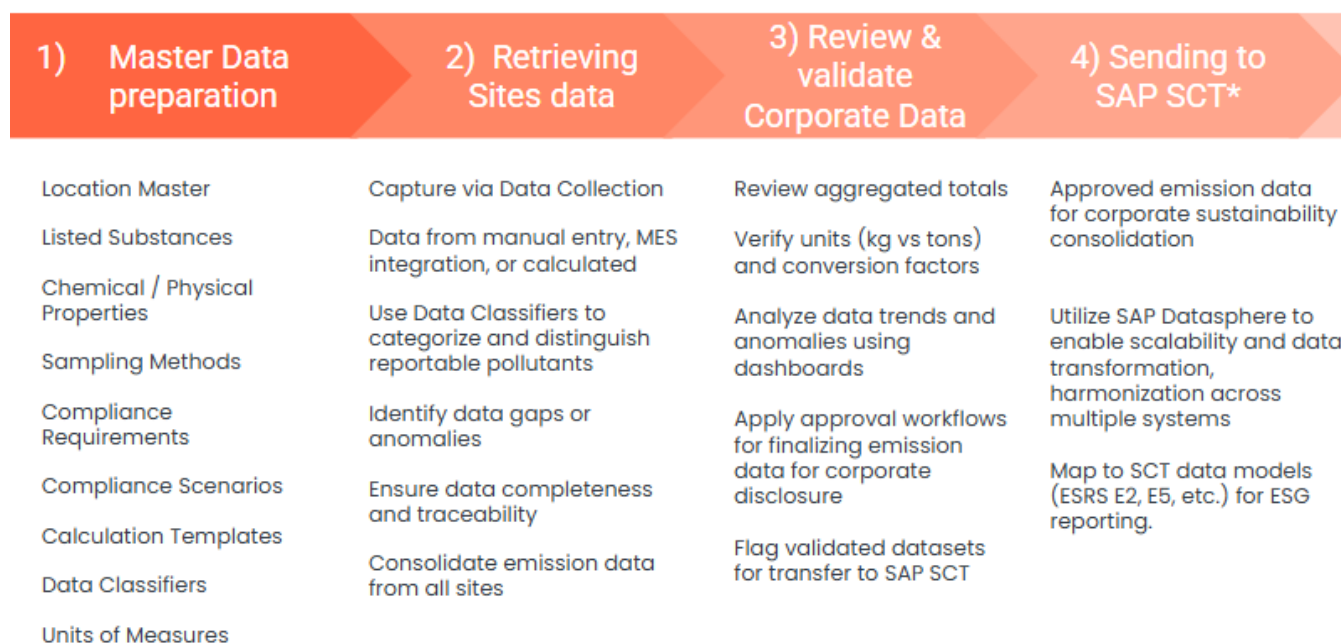 1) Master Data
preparation
2) Retrieving
Sites data
3) Review &
validate
Corporate Data
4) Sending to
SAP SCT*
Location Master
Listed Substances
Chemical / Physical
Properties
Sampling Methods
Compliance
Requirements
Compliance Scenarios
Calculation Templates
Data Classifiers
Units of Measures
Capture via Data Collection
Data from manual entry, MES
integration, or calculated
Use Data Classifiers to
categorize and distinguish
reportable pollutants
Identify data gaps or
anomalies
Ensure data completeness
and traceability
Consolidate emission data
from all sites
Review aggregated totals
Verify units (kg vs tons)
and conversion factors
Analyze data trends and
anomalies using
dashboards
Apply approval workflows
for finalizing emission
data for corporate
disclosure
Flag validated datasets
for transfer to SAP SCT
Approved emission data
for corporate sustainability
consolidation
Utilize SAP Datasphere to
enable scalability and data
transformation,
harmonization across
multiple systems
Map to SCT data models
(ESRS E2, E5, etc.) for ESG
reporting.